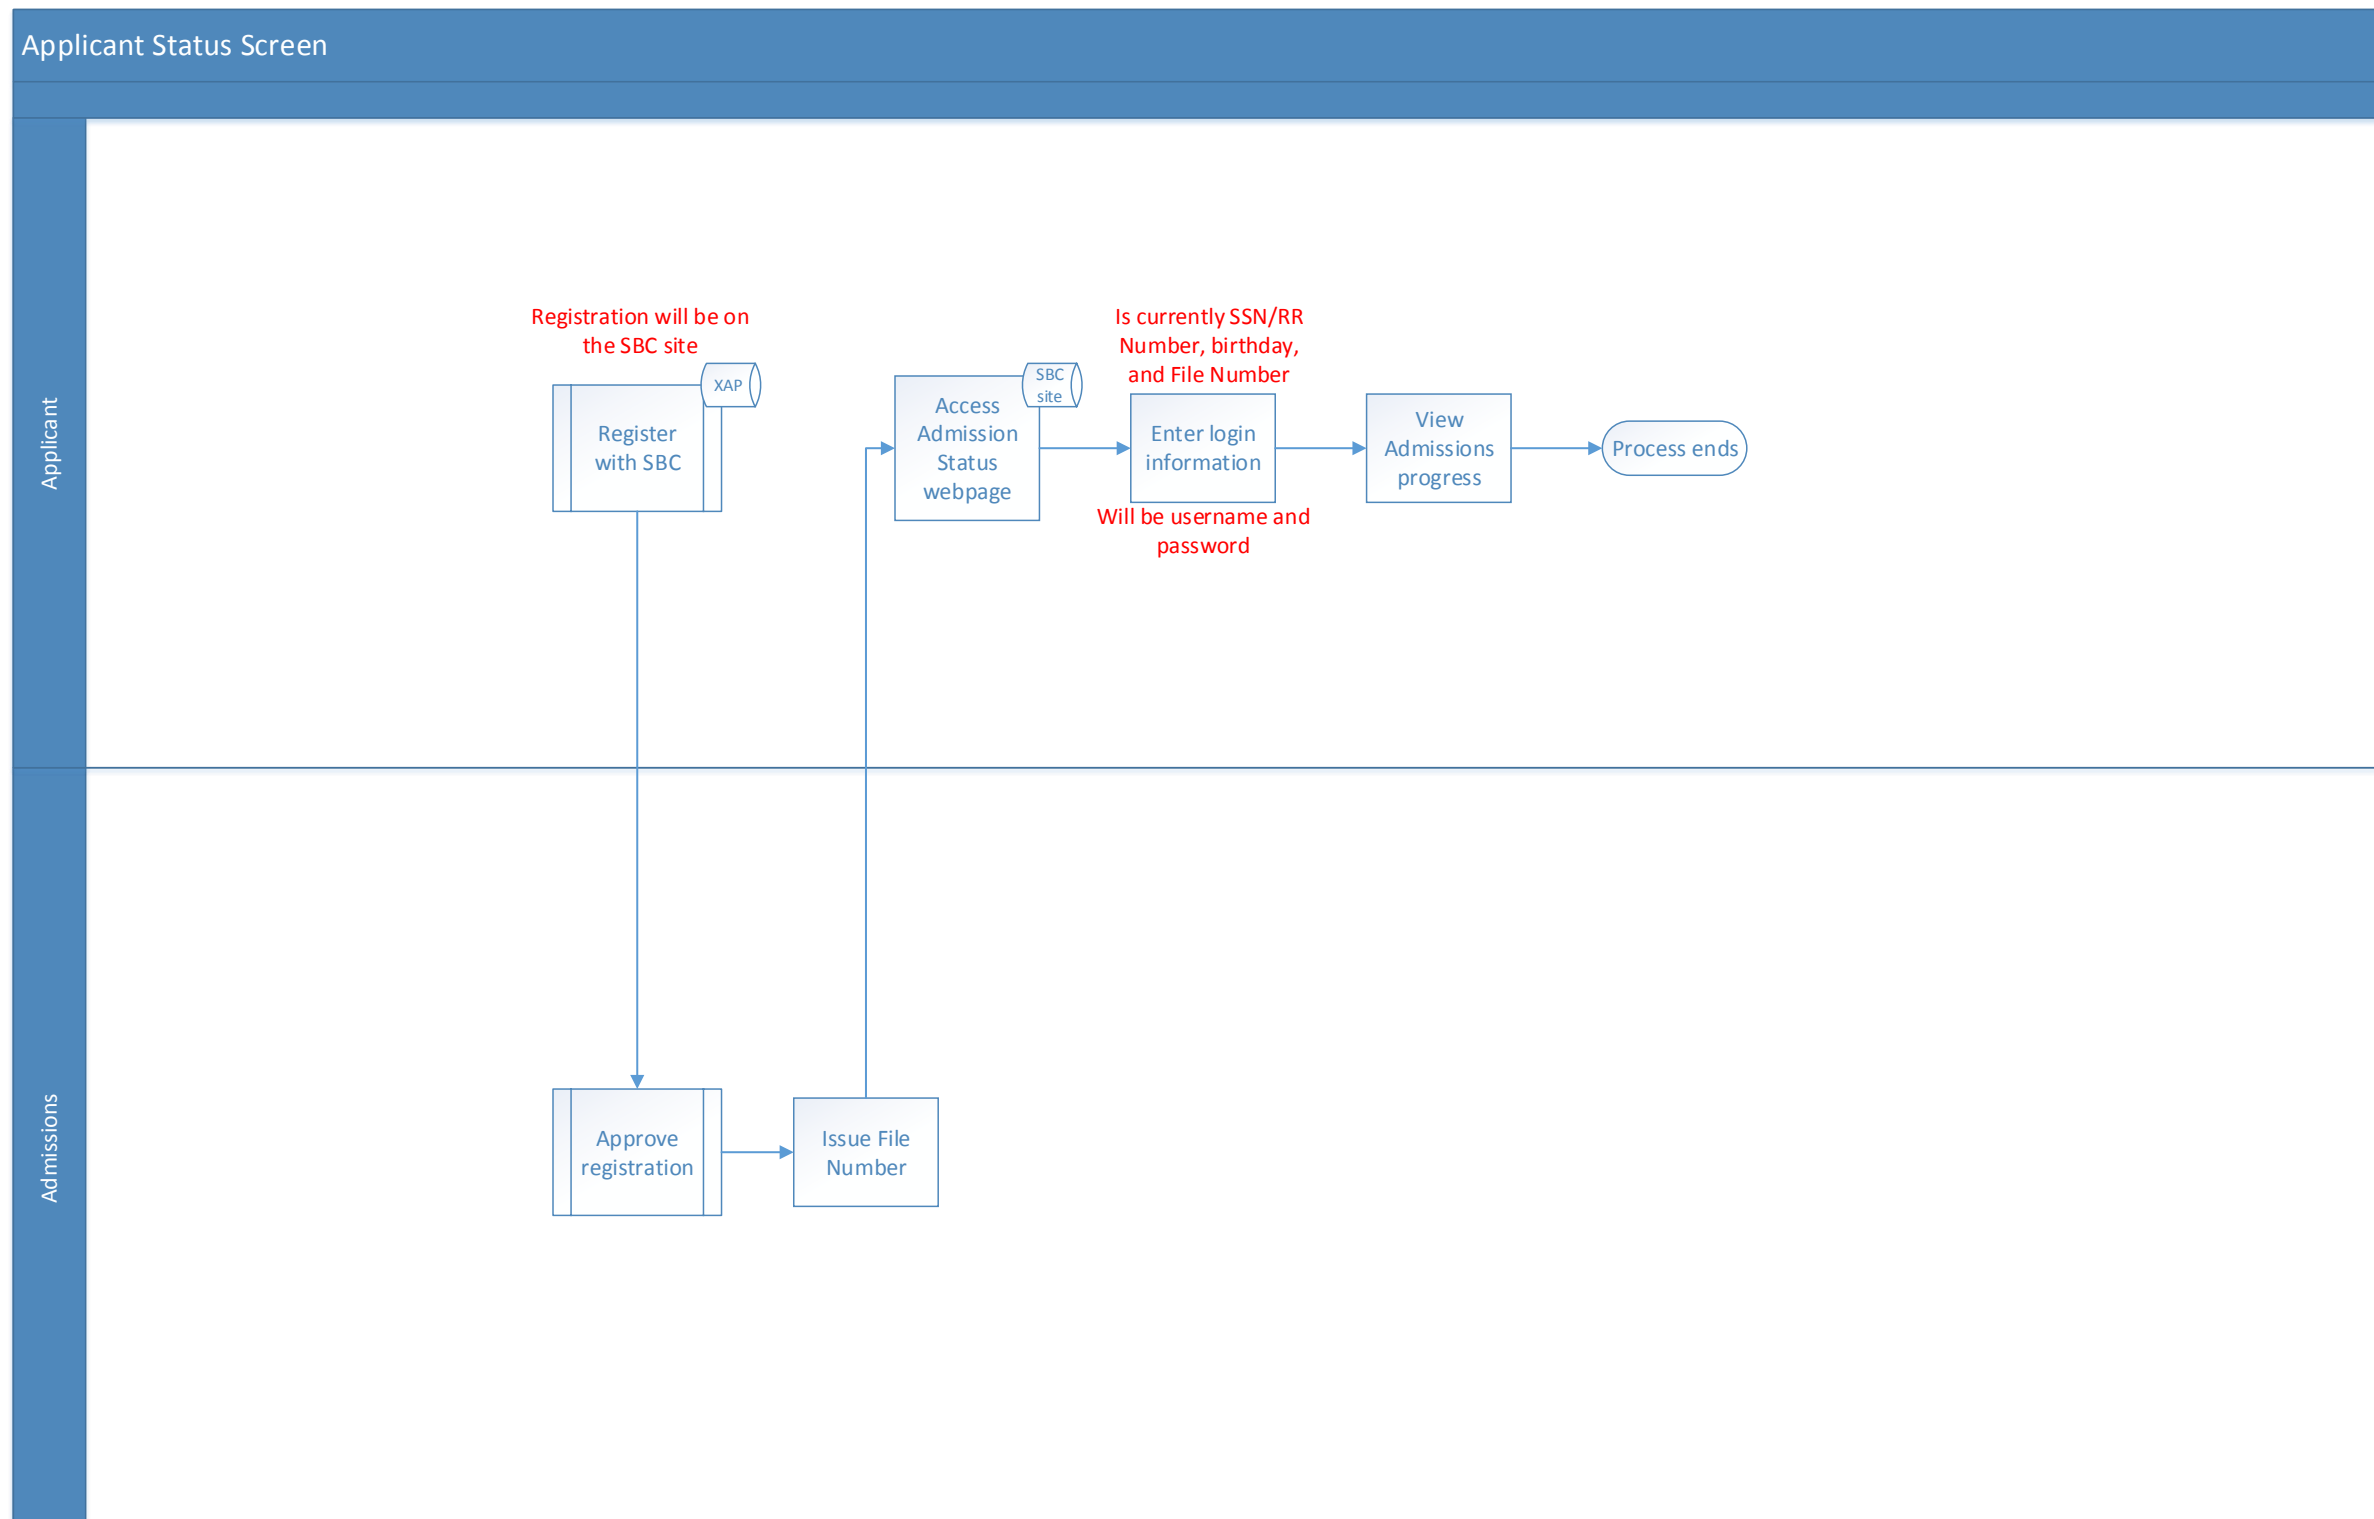 Applicant Status Screen
Applicant
Registration will be on
the SBC site
XAP
Register
with SBC
SBC
site
Access
Admission
Status
webpage
Is currently SSN/RR
Number, birthday,
and File Number
Enter login
information
Will be username and
password
View
Admissions
progress
Process ends
Admissions
Approve
registration
Issue File
Number